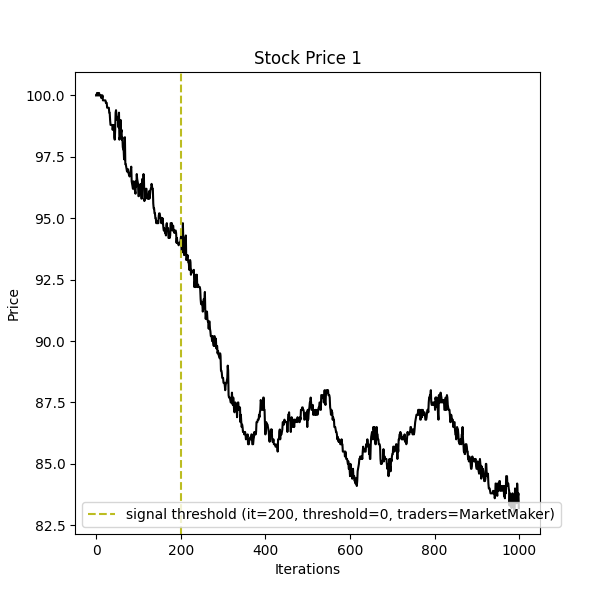 Stock Price 1
100.0
97.5
95.0
92.5
90.0
87.5
85.0
82.5
Price
signal threshold (it=200, threshold=0, traders=MarketMaker)
0 200 400 600 800 1000
Iterations